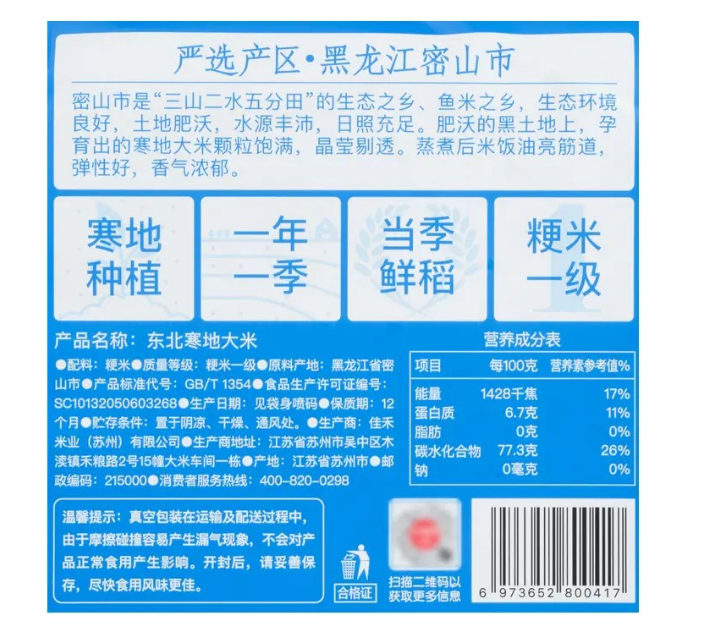 严选产区·黑龙江密山市
密山市是“三山二水五分田”的生态之乡、鱼米之乡，生态环境
良好，土地肥沃，水源丰沛，日照充足。肥沃的黑土地上，孕
育出的寒地大米颗粒饱满，晶莹剔透。蒸煮后米饭油亮筋道，
弹性好，香气浓郁。
寒地
种植
一年
一季
当季
鲜稻
粳米
一级
产品名称：东北寒地大米
●配料：粳米●质量等级：粳米一级●原料产地：黑龙江省密
山市●产品标准代号：GB/T 1354●食品生产许可证编号：
SC10132050603268●生产日期：见袋身喷码●保质期：12
个月●贮存条件：置于阴凉、干燥、通风处。●生产商：佳禾
米业（苏州）有限公司●生产商地址：江苏省苏州市吴中区木
渎镇禾粮路2号15幢大米车间一栋●产地：江苏省苏州市●邮
政编码：215000●消费者服务热线：400-820-0298
营养成分表
项目 每100克 营养素参考值%
能量 1428千焦 17%
蛋白质 6.7克 11%
脂肪 0克 0%
碳水化合物 77.3克 26%
钠 0毫克 0%
温馨提示：真空包装在运输及配送过程中，
由于摩擦碰撞容易产生漏气现象，不会对产
品正常食用产生影响。开封后，请妥善保
存，尽快食用风味更佳。
合格证
扫描二维码以
获取更多信息
6 973652 800417